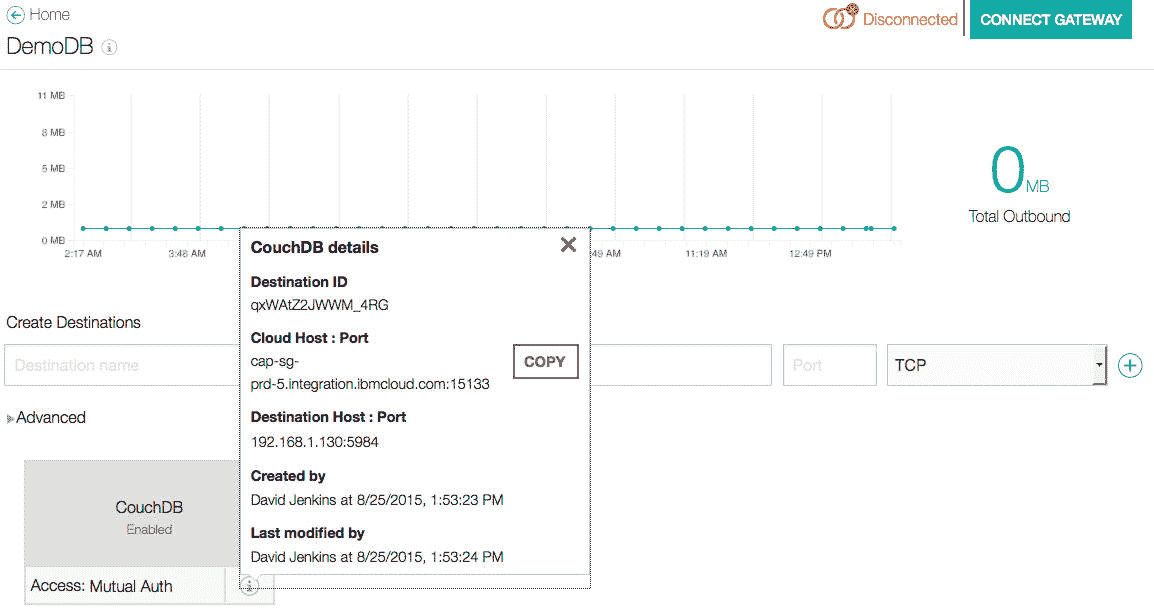 Home
Disconnected
CONNECT GATEWAY
DemoDB
11 MB
8 MB
5 MB
2 MB
0 MB
2:17 AM
3:48 AM
49 AM
11:19 AM
12:49 PM
0 MB
Total Outbound
CouchDB details
Destination ID
qxWAtZ2JWWM_4RG
Cloud Host : Port
cap-sg-
prd-5.integration.ibmcloud.com:15133
COPY
Destination Host : Port
192.168.1.130:5984
Created by
David Jenkins at 8/25/2015, 1:53:23 PM
Last modified by
David Jenkins at 8/25/2015, 1:53:24 PM
Create Destinations
Destination name
Port
TCP
Advanced
CouchDB
Enabled
Access: Mutual Auth